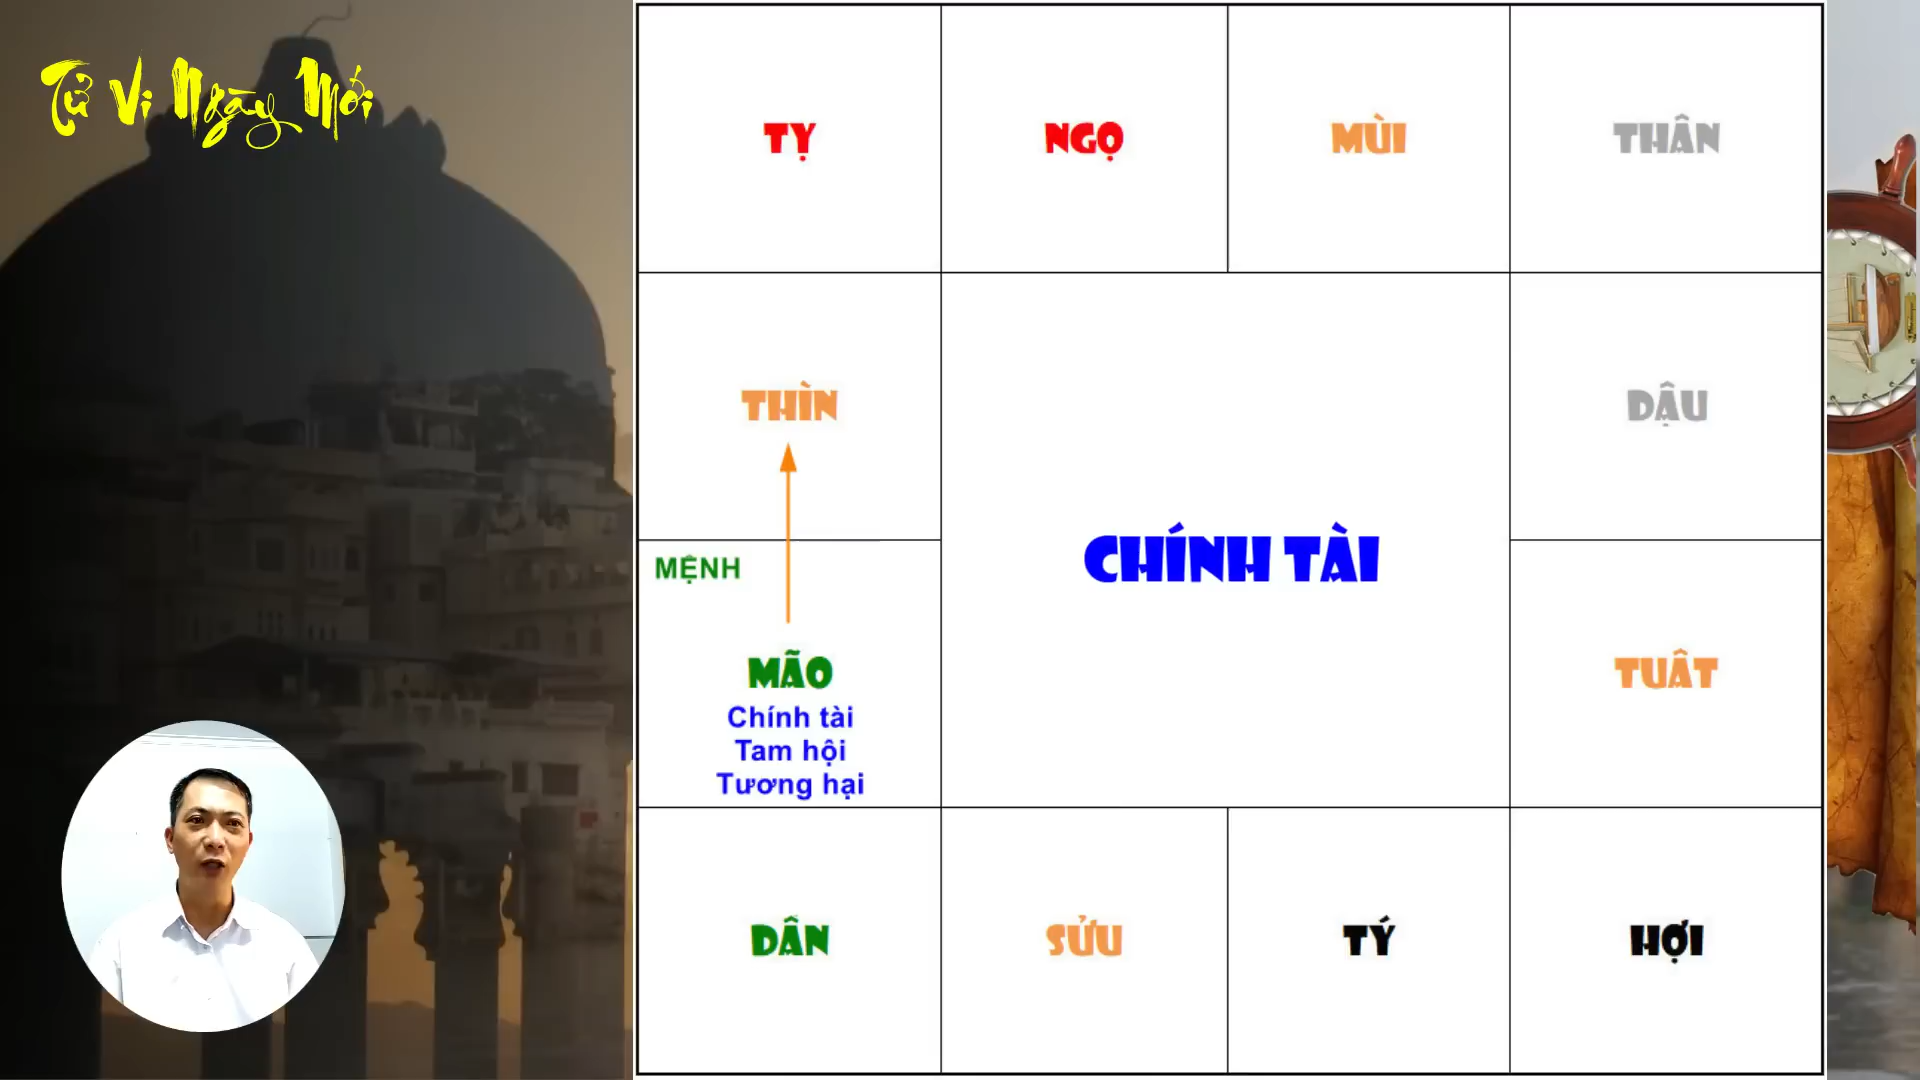 Tử Vi Ngày Mới
TỴ
NGỌ
MÙI
THÂN
THÌN
DẬU
CHÍNH TÀI
MỆNH
MÃO
Chính tài
Tam hội
Tương hại
TUẤT
DẦN
SỬU
TÝ
HỢI